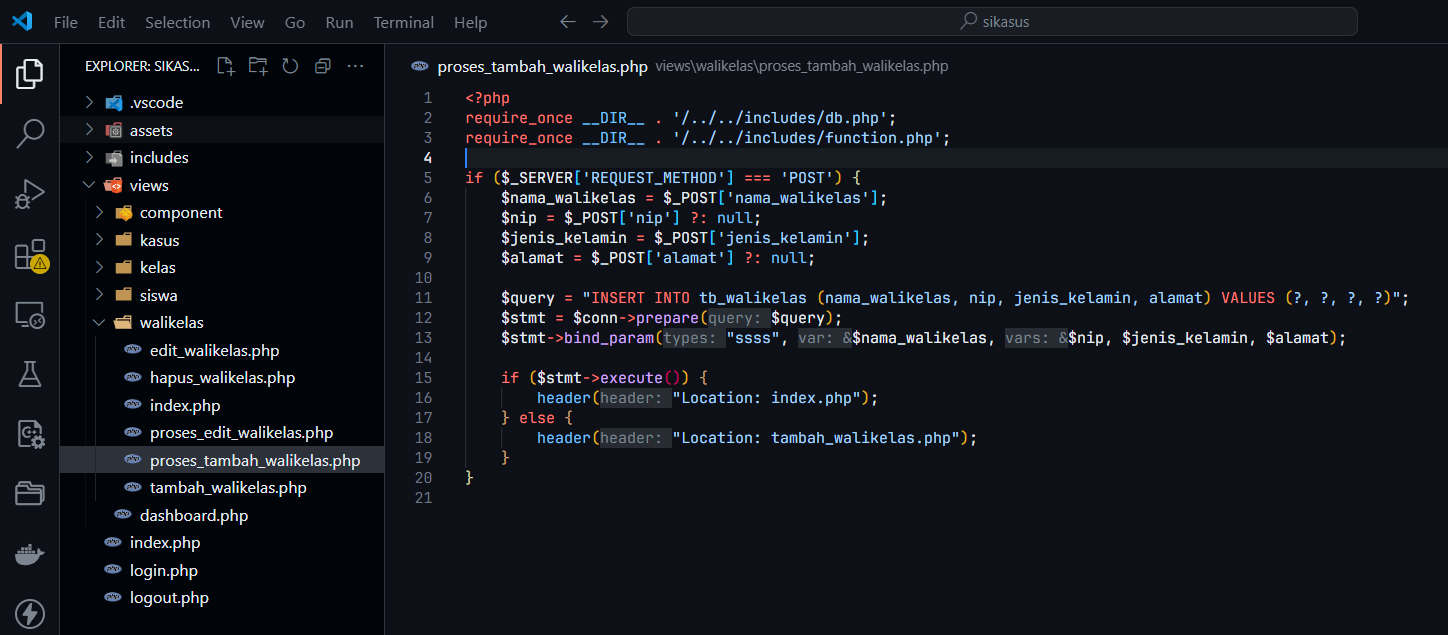 File Edit Selection View Go Run Terminal Help
sikasus
EXPLORER: SIKAS...
.vscode
assets
includes
views
component
kasus
kelas
siswa
walikelas
edit_walikelas.php
hapus_walikelas.php
index.php
proses_edit_walikelas.php
proses_tambah_walikelas.php
tambah_walikelas.php
dashboard.php
index.php
login.php
logout.php
proses_tambah_walikelas.php views\walikelas\proses_tambah_walikelas.php
1 <?php
2 require_once __DIR__ . '/../../includes/db.php';
3 require_once __DIR__ . '/../../includes/function.php';
4
5 if ($_SERVER['REQUEST_METHOD'] === 'POST') {
6     $nama_walikelas = $_POST['nama_walikelas'];
7     $nip = $_POST['nip'] ?: null;
8     $jenis_kelamin = $_POST['jenis_kelamin'];
9     $alamat = $_POST['alamat'] ?: null;
10
11     $query = "INSERT INTO tb_walikelas (nama_walikelas, nip, jenis_kelamin, alamat) VALUES (?, ?, ?, ?)";
12     $stmt = $conn->prepare(query: $query);
13     $stmt->bind_param(types: "ssss", var: &$nama_walikelas, vars: &$nip, $jenis_kelamin, $alamat);
14
15     if ($stmt->execute()) {
16         header(header: "Location: index.php");
17     } else {
18         header(header: "Location: tambah_walikelas.php");
19     }
20 }
21